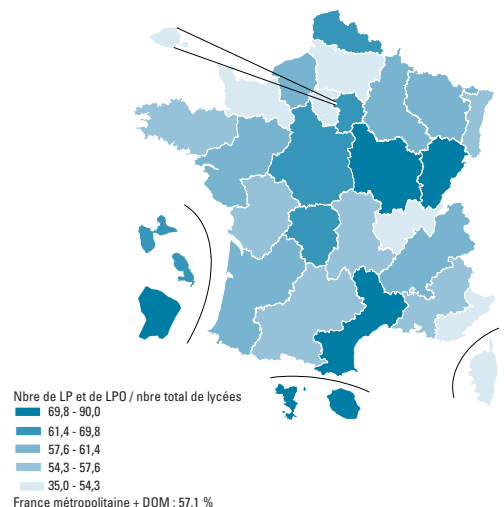 Nbre de LP et de LPO / nbre total de lycées
69,8 - 90,0
61,4 - 69,8
57,6 - 61,4
54,3 - 57,6
35,0 - 54,3
France métropolitaine + DOM : 57,1 %